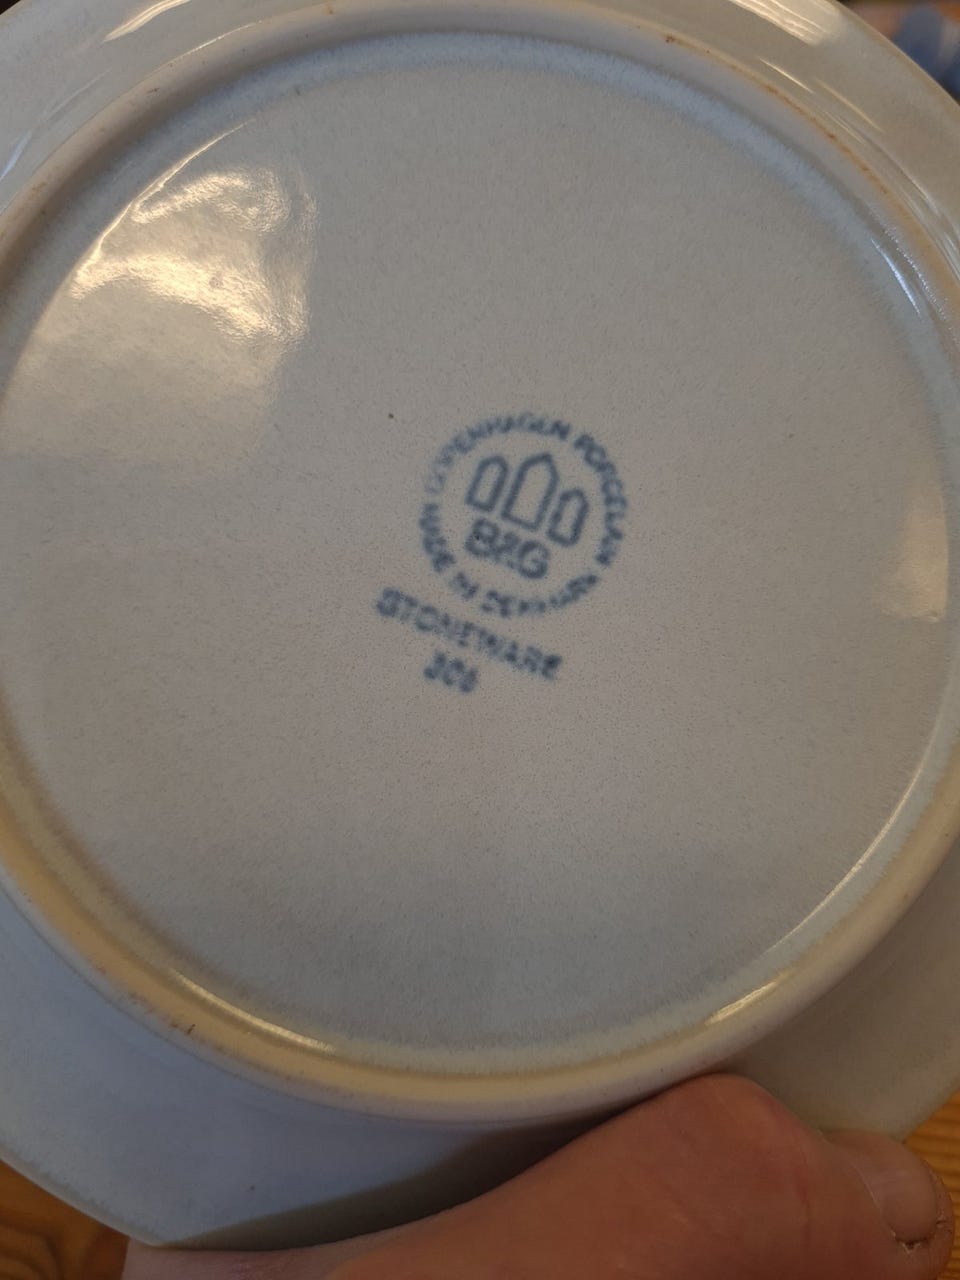 COPENHAGEN PORCELAIN
B&G
MADE IN DENMARK
STONEWARE